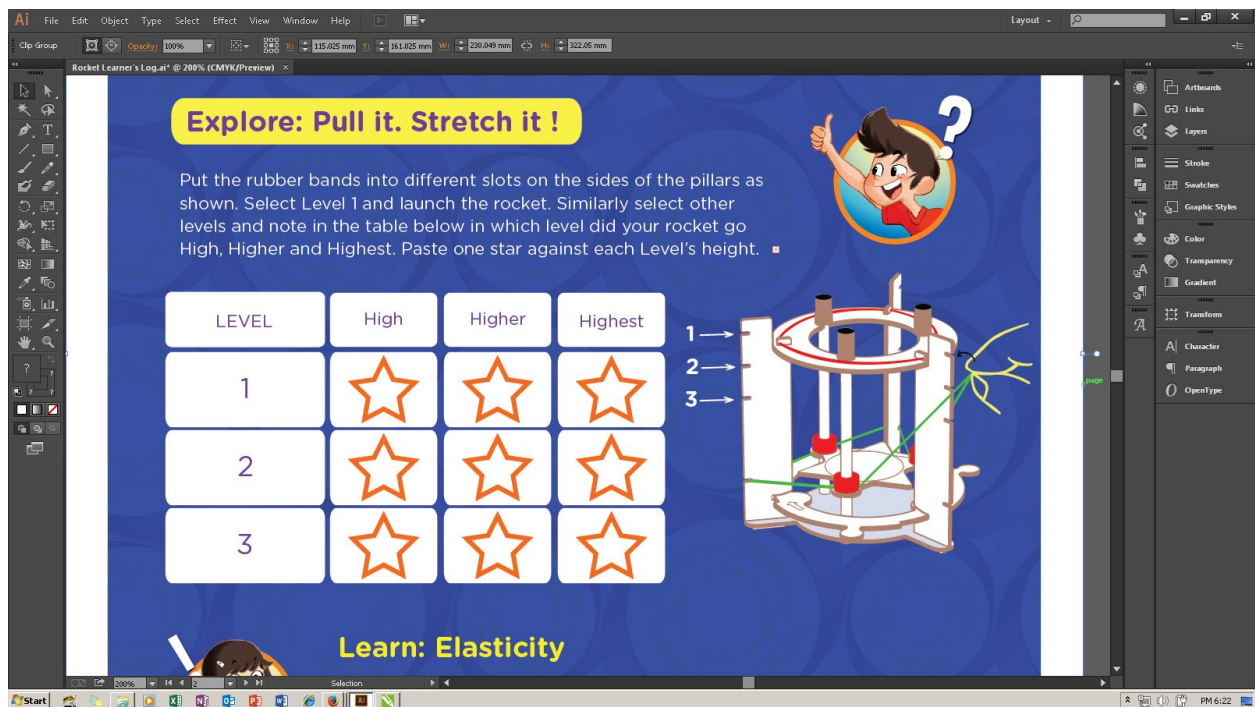 Ai File Edit Object Type Select Effect View Window Help Br Layout
Clip Group Opacity: 100% X: 115.025 mm Y: 161.025 mm W: 230.049 mm H: 322.05 mm
Rocket Learner's Log.ai* @ 200% (CMYK/Preview) ×
Explore: Pull it. Stretch it !
?
Put the rubber bands into different slots on the sides of the pillars as
shown. Select Level 1 and launch the rocket. Similarly select other
levels and note in the table below in which level did your rocket go
High, Higher and Highest. Paste one star against each Level's height.
LEVEL High Higher Highest
1
2
3
1
2
3
page
Learn: Elasticity
Artboards
Links
Layers
Stroke
Swatches
Graphic Styles
Color
Transparency
Gradient
Transform
Character
Paragraph
OpenType
200% 2 Selection
Start PM 6:22